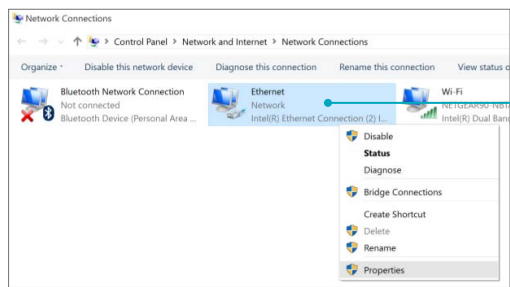 Network Connections
Control Panel > Network and Internet > Network Connections
Organize Disable this network device Diagnose this connection Rename this connection View status o
Bluetooth Network Connection
Not connected
Bluetooth Device (Personal Area ...
Ethernet
Network
Intel(R) Ethernet Connection (2) I...
Wi-Fi
Intel(R) Dual Band
Disable
Status
Diagnose
Bridge Connections
Create Shortcut
Delete
Rename
Properties